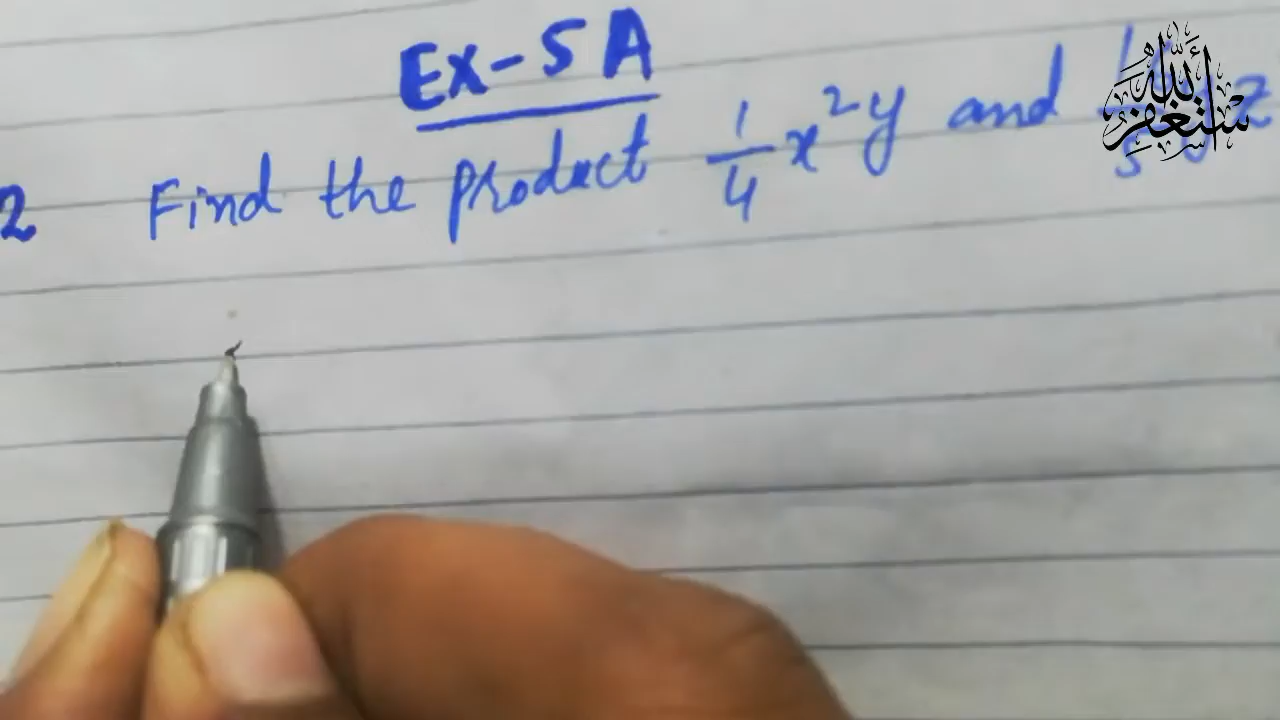 Ex-5A
2 Find the product 1/4 x²y and
أستغفر الله